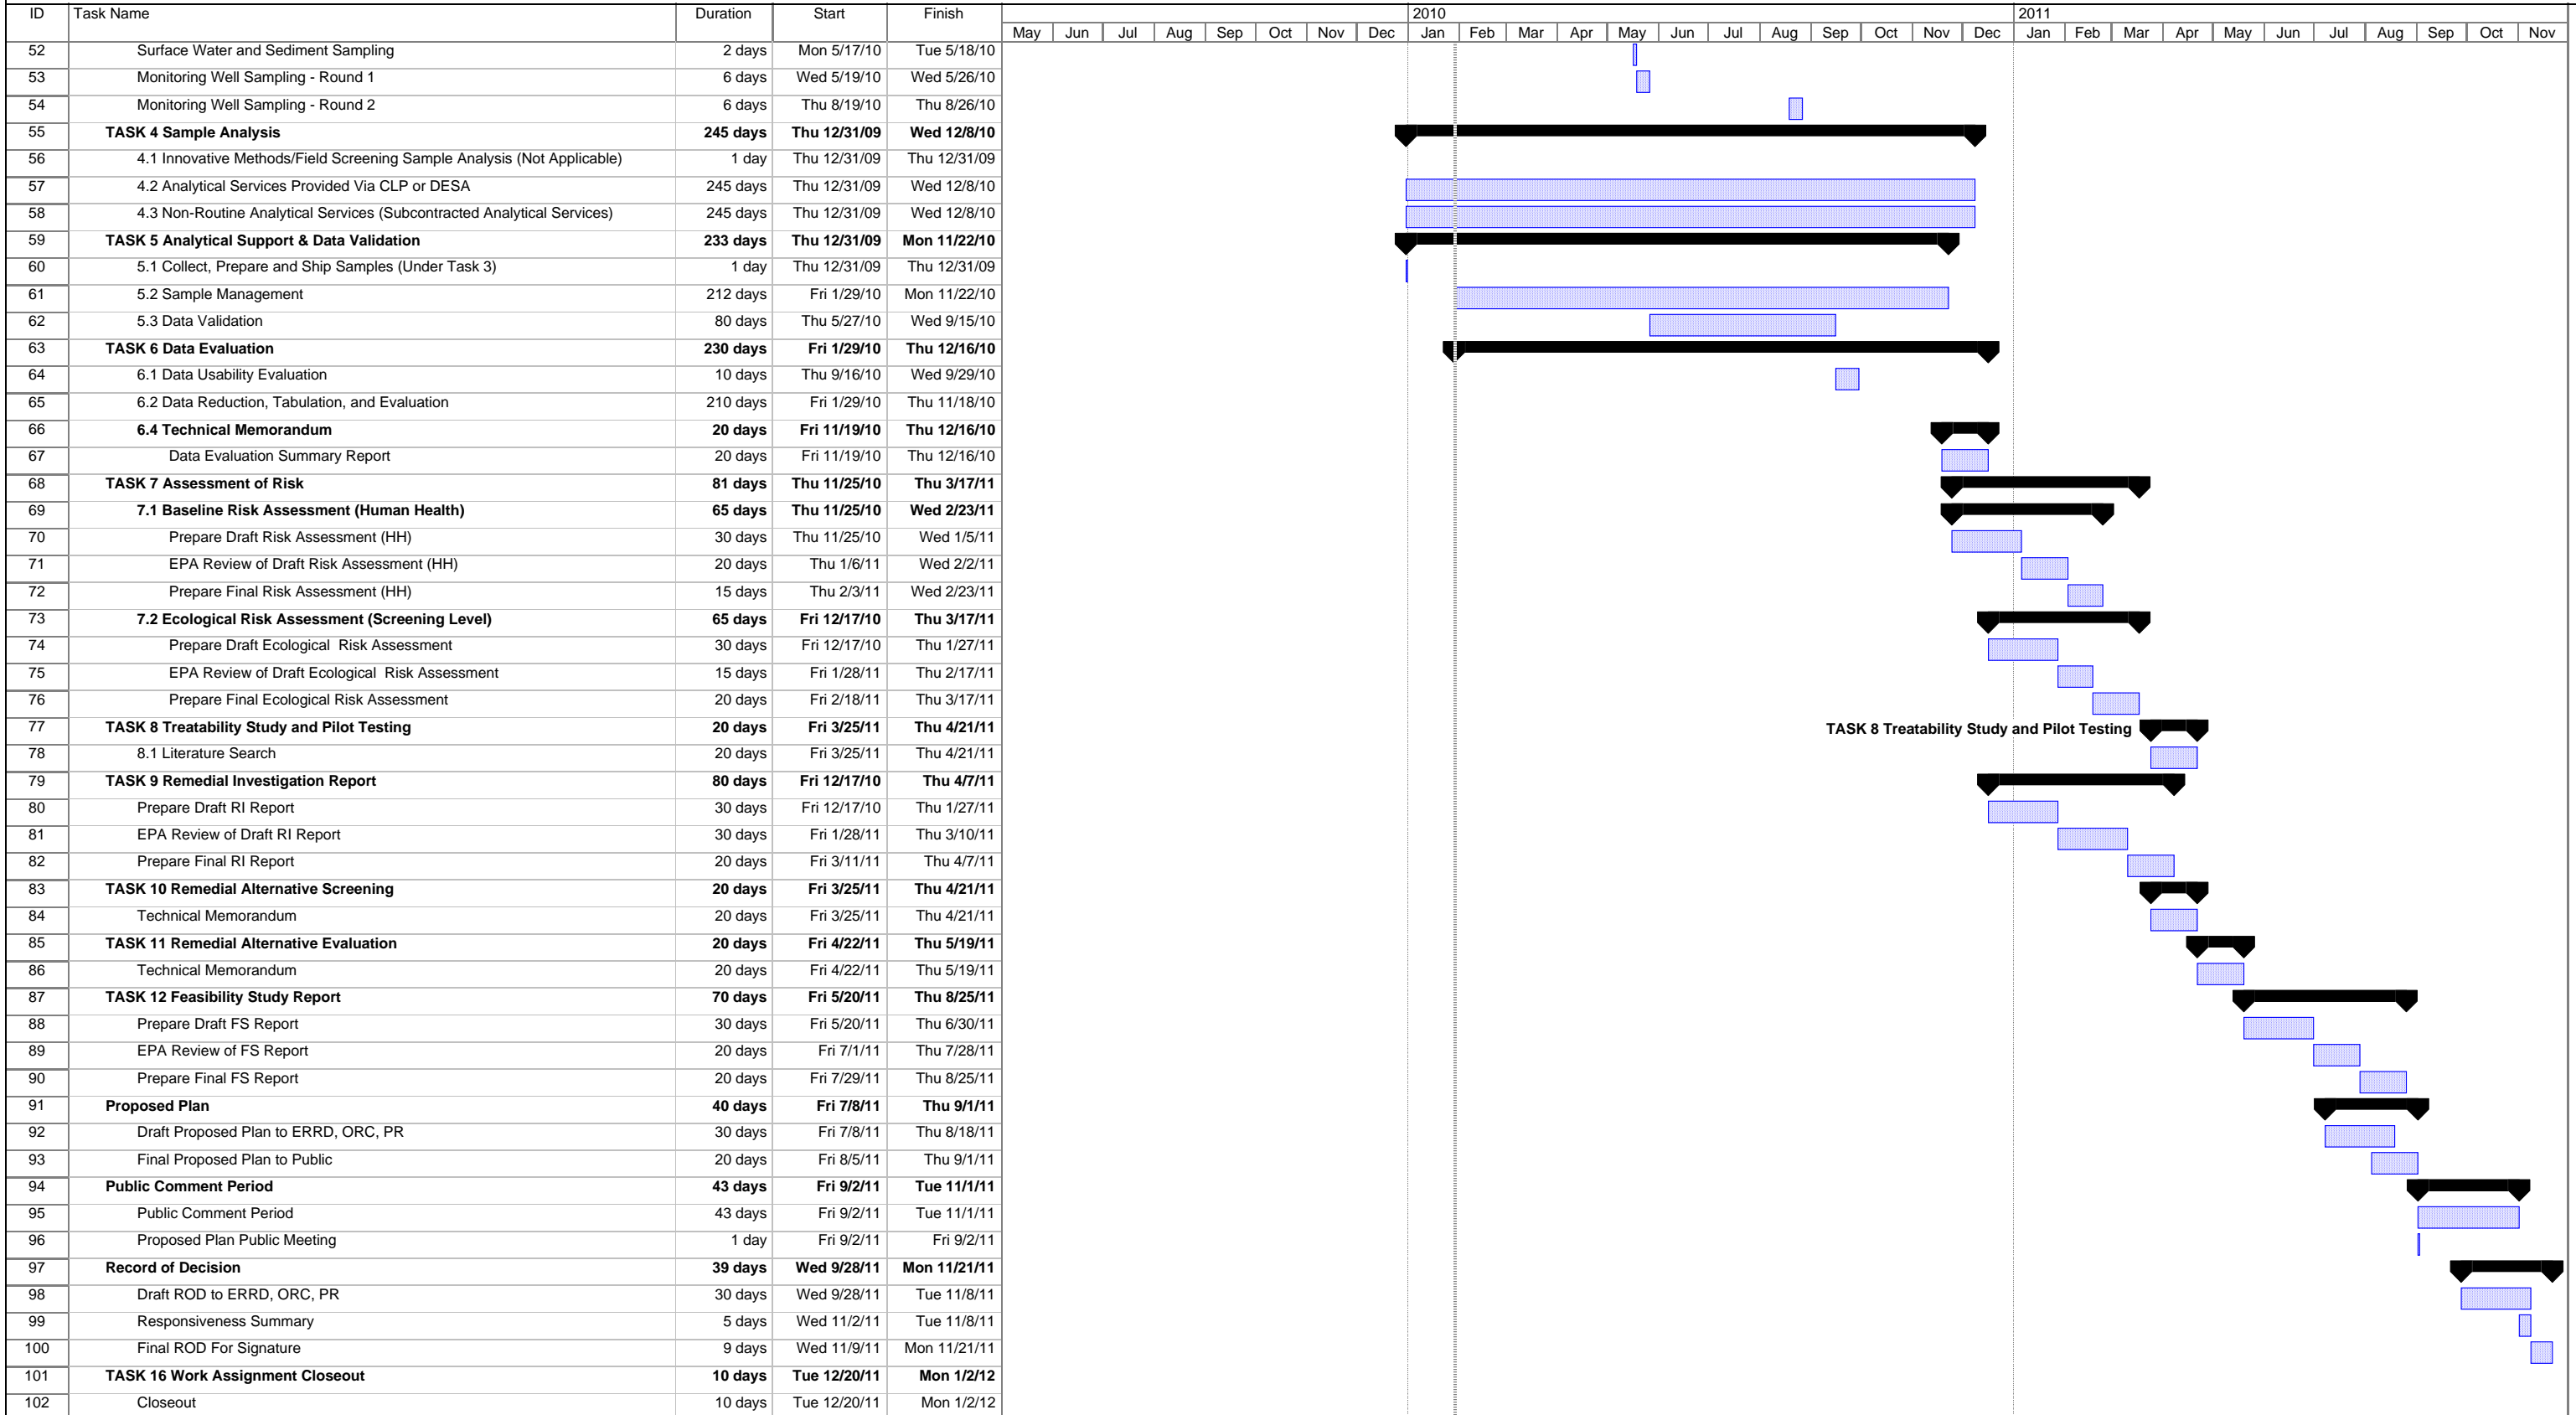 ID Task Name Duration Start Finish 2010 2011
May Jun Jul Aug Sep Oct Nov Dec Jan Feb Mar Apr May Jun Jul Aug Sep Oct Nov Dec Jan Feb Mar Apr May Jun Jul Aug Sep Oct Nov
52 Surface Water and Sediment Sampling 2 days Mon 5/17/10 Tue 5/18/10
53 Monitoring Well Sampling - Round 1 6 days Wed 5/19/10 Wed 5/26/10
54 Monitoring Well Sampling - Round 2 6 days Thu 8/19/10 Thu 8/26/10
55 TASK 4 Sample Analysis 245 days Thu 12/31/09 Wed 12/8/10
56 4.1 Innovative Methods/Field Screening Sample Analysis (Not Applicable) 1 day Thu 12/31/09 Thu 12/31/09
57 4.2 Analytical Services Provided Via CLP or DESA 245 days Thu 12/31/09 Wed 12/8/10
58 4.3 Non-Routine Analytical Services (Subcontracted Analytical Services) 245 days Thu 12/31/09 Wed 12/8/10
59 TASK 5 Analytical Support & Data Validation 233 days Thu 12/31/09 Mon 11/22/10
60 5.1 Collect, Prepare and Ship Samples (Under Task 3) 1 day Thu 12/31/09 Thu 12/31/09
61 5.2 Sample Management 212 days Fri 1/29/10 Mon 11/22/10
62 5.3 Data Validation 80 days Thu 5/27/10 Wed 9/15/10
63 TASK 6 Data Evaluation 230 days Fri 1/29/10 Thu 12/16/10
64 6.1 Data Usability Evaluation 10 days Thu 9/16/10 Wed 9/29/10
65 6.2 Data Reduction, Tabulation, and Evaluation 210 days Fri 1/29/10 Thu 11/18/10
66 6.4 Technical Memorandum 20 days Fri 11/19/10 Thu 12/16/10
67 Data Evaluation Summary Report 20 days Fri 11/19/10 Thu 12/16/10
68 TASK 7 Assessment of Risk 81 days Thu 11/25/10 Thu 3/17/11
69 7.1 Baseline Risk Assessment (Human Health) 65 days Thu 11/25/10 Wed 2/23/11
70 Prepare Draft Risk Assessment (HH) 30 days Thu 11/25/10 Wed 1/5/11
71 EPA Review of Draft Risk Assessment (HH) 20 days Thu 1/6/11 Wed 2/2/11
72 Prepare Final Risk Assessment (HH) 15 days Thu 2/3/11 Wed 2/23/11
73 7.2 Ecological Risk Assessment (Screening Level) 65 days Fri 12/17/10 Thu 3/17/11
74 Prepare Draft Ecological Risk Assessment 30 days Fri 12/17/10 Thu 1/27/11
75 EPA Review of Draft Ecological Risk Assessment 15 days Fri 1/28/11 Thu 2/17/11
76 Prepare Final Ecological Risk Assessment 20 days Fri 2/18/11 Thu 3/17/11
77 TASK 8 Treatability Study and Pilot Testing 20 days Fri 3/25/11 Thu 4/21/11 TASK 8 Treatability Study and Pilot Testing
78 8.1 Literature Search 20 days Fri 3/25/11 Thu 4/21/11
79 TASK 9 Remedial Investigation Report 80 days Fri 12/17/10 Thu 4/7/11
80 Prepare Draft RI Report 30 days Fri 12/17/10 Thu 1/27/11
81 EPA Review of Draft RI Report 30 days Fri 1/28/11 Thu 3/10/11
82 Prepare Final RI Report 20 days Fri 3/11/11 Thu 4/7/11
83 TASK 10 Remedial Alternative Screening 20 days Fri 3/25/11 Thu 4/21/11
84 Technical Memorandum 20 days Fri 3/25/11 Thu 4/21/11
85 TASK 11 Remedial Alternative Evaluation 20 days Fri 4/22/11 Thu 5/19/11
86 Technical Memorandum 20 days Fri 4/22/11 Thu 5/19/11
87 TASK 12 Feasibility Study Report 70 days Fri 5/20/11 Thu 8/25/11
88 Prepare Draft FS Report 30 days Fri 5/20/11 Thu 6/30/11
89 EPA Review of FS Report 20 days Fri 7/1/11 Thu 7/28/11
90 Prepare Final FS Report 20 days Fri 7/29/11 Thu 8/25/11
91 Proposed Plan 40 days Fri 7/8/11 Thu 9/1/11
92 Draft Proposed Plan to ERRD, ORC, PR 30 days Fri 7/8/11 Thu 8/18/11
93 Final Proposed Plan to Public 20 days Fri 8/5/11 Thu 9/1/11
94 Public Comment Period 43 days Fri 9/2/11 Tue 11/1/11
95 Public Comment Period 43 days Fri 9/2/11 Tue 11/1/11
96 Proposed Plan Public Meeting 1 day Fri 9/2/11 Fri 9/2/11
97 Record of Decision 39 days Wed 9/28/11 Mon 11/21/11
98 Draft ROD to ERRD, ORC, PR 30 days Wed 9/28/11 Tue 11/8/11
99 Responsiveness Summary 5 days Wed 11/2/11 Tue 11/8/11
100 Final ROD For Signature 9 days Wed 11/9/11 Mon 11/21/11
101 TASK 16 Work Assignment Closeout 10 days Tue 12/20/11 Mon 1/2/12
102 Closeout 10 days Tue 12/20/11 Mon 1/2/12